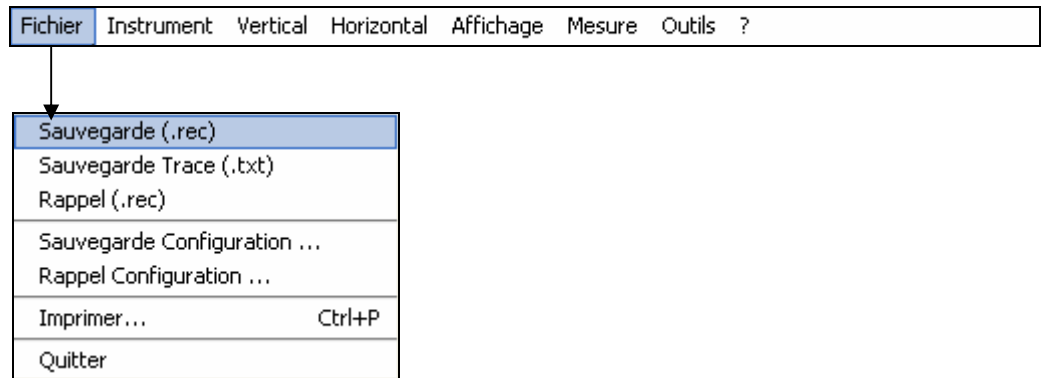 Fichier Instrument Vertical Horizontal Affichage Mesure Outils ?
Sauvegarde (.rec)
Sauvegarde Trace (.txt)
Rappel (.rec)
Sauvegarde Configuration ...
Rappel Configuration ...
Imprimer... Ctrl+P
Quitter